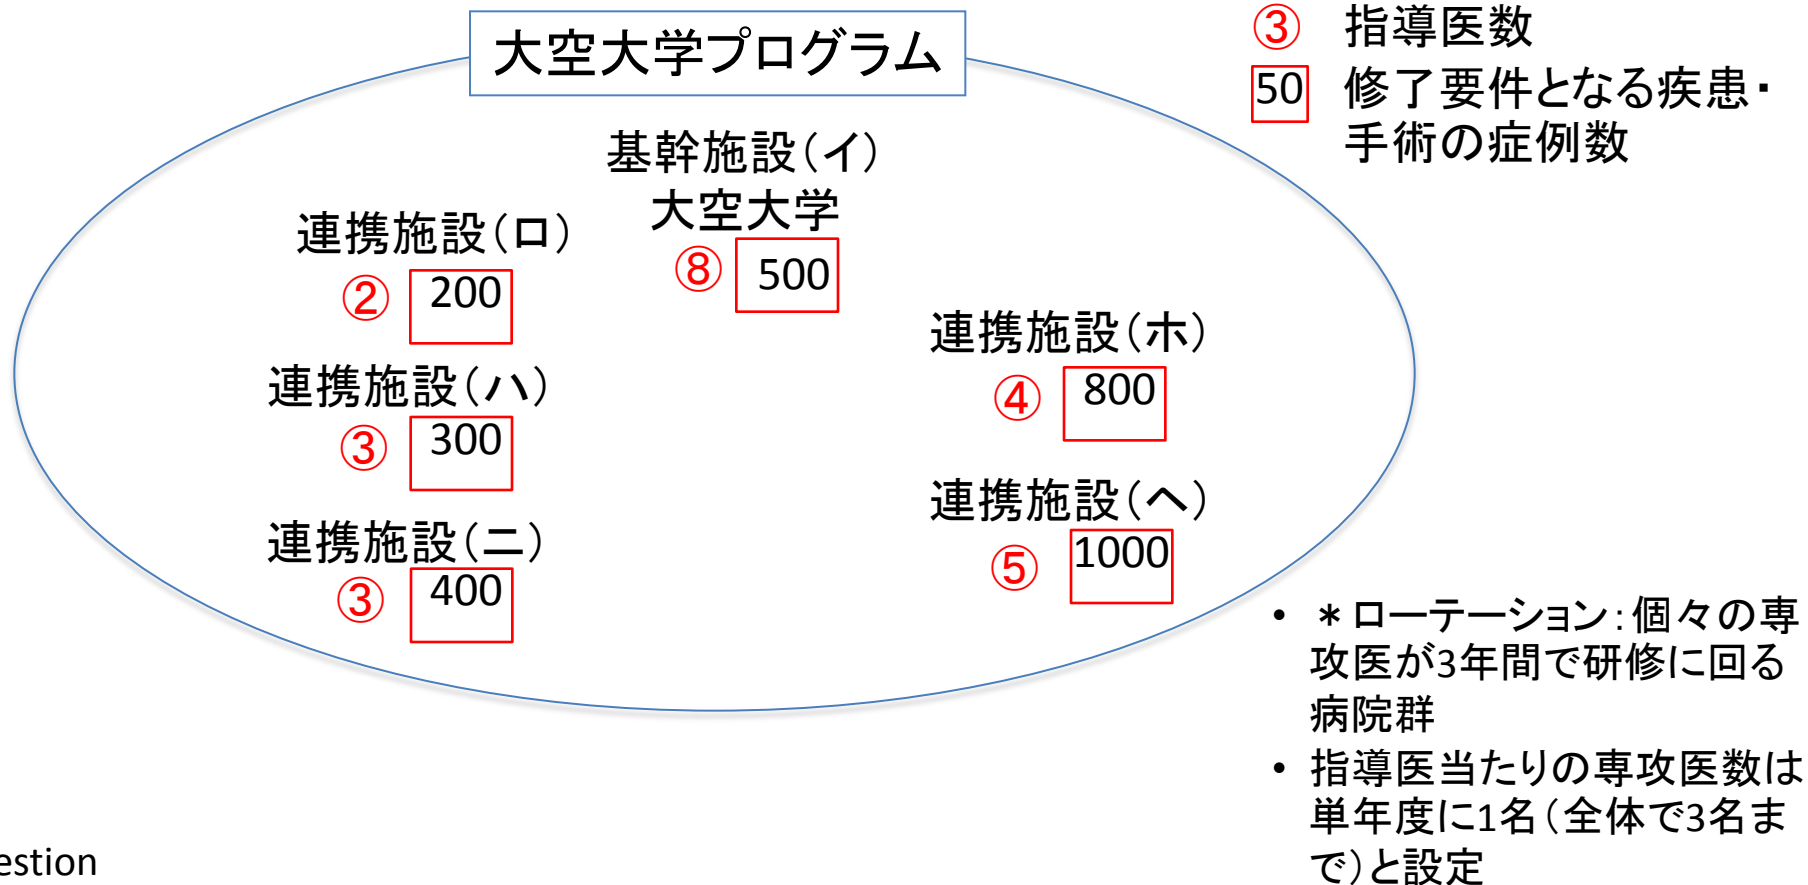 大空大学プログラム
③ 指導医数
50 修了要件となる疾患・
手術の症例数
基幹施設(イ)
大空大学
⑧ 500
連携施設(ロ)
② 200
連携施設(ハ)
③ 300
連携施設(ニ)
③ 400
連携施設(ホ)
④ 800
連携施設(ヘ)
⑤ 1000
• *ローテーション:個々の専
攻医が3年間で研修に回る
病院群
• 指導医当たりの専攻医数は
単年度に1名(全体で3名ま
で)と設定
estion